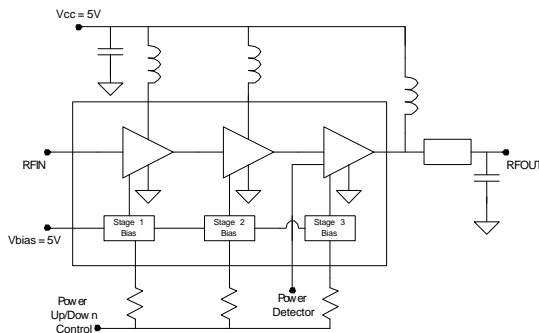 Vcc = 5V
RFIN
RFOUT
Stage 1
Bias
Stage 2
Bias
Stage 3
Bias
Vbias = 5V
Power
Up/Down
Control
Power
Detector